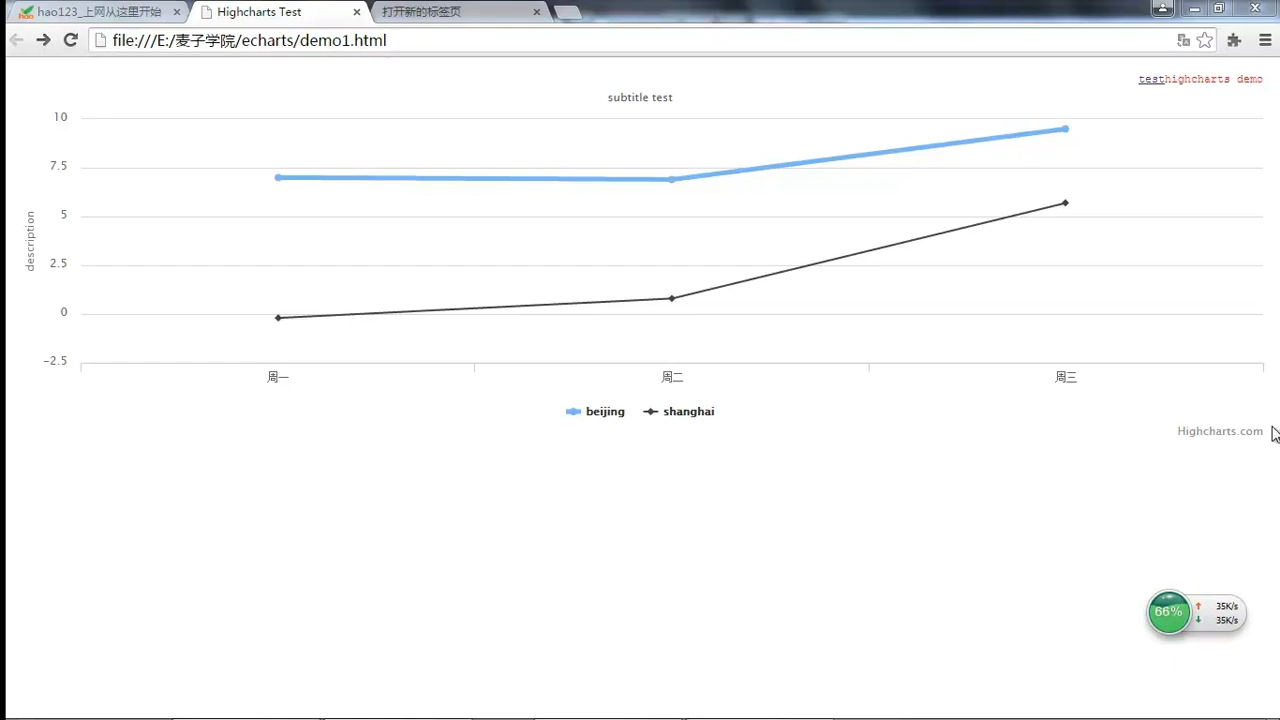 hao123_上网从这里开始
Highcharts Test
打开新的标签页
file:///E:/麦子学院/echarts/demo1.html
testhighcharts demo
subtitle test
10
7.5
5
2.5
0
-2.5
description
周一
周二
周三
beijing
shanghai
Highcharts.com
66%
35K/s
35K/s